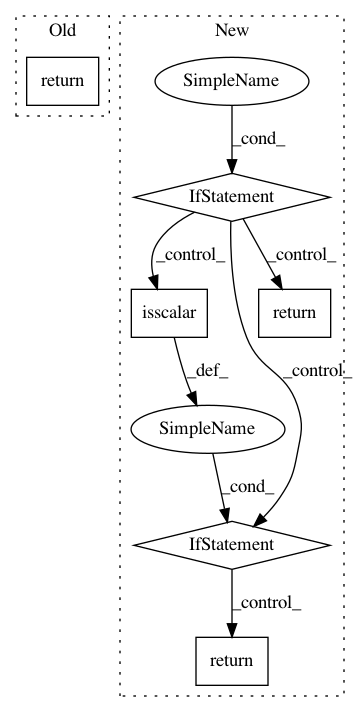 Old
New
return
SimpleName
_cond_
IfStatement
_control_
_control_
isscalar
return
_def_
_control_
SimpleName
_cond_
IfStatement
_control_
return